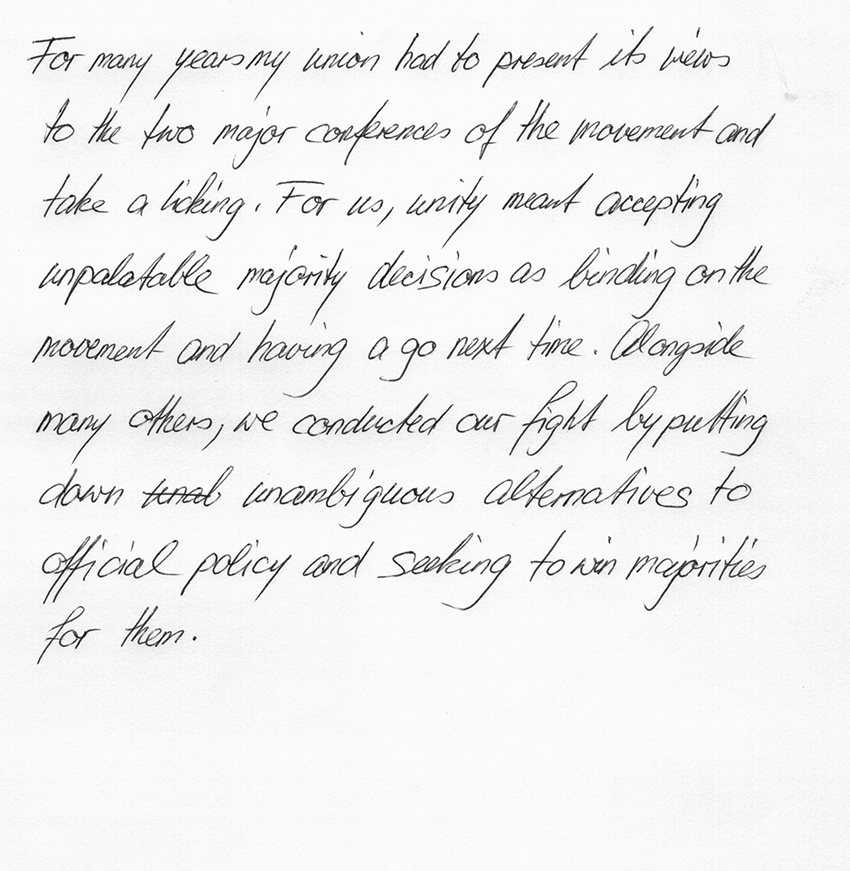 For many years my union had to present its views
to the two major conferences of the movement and
take a licking. For us, unity meant accepting
unpalatable majority decisions as binding on the
movement and having a go next time. Alongside
many others, we conducted our fight by putting
down unambiguous alternatives to
official policy and seeking to win majorities
for them.